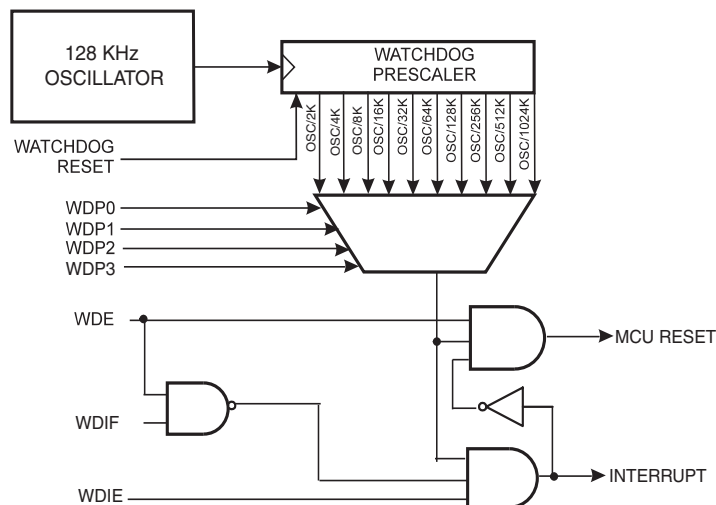 128 KHz
OSCILLATOR
WATCHDOG
PRESCALER
OSC/2K
OSC/4K
OSC/8K
OSC/16K
OSC/32K
OSC/64K
OSC/128K
OSC/256K
OSC/512K
OSC/1024K
WATCHDOG
RESET
WDP0
WDP1
WDP2
WDP3
WDE
MCU RESET
WDIF
INTERRUPT
WDIE